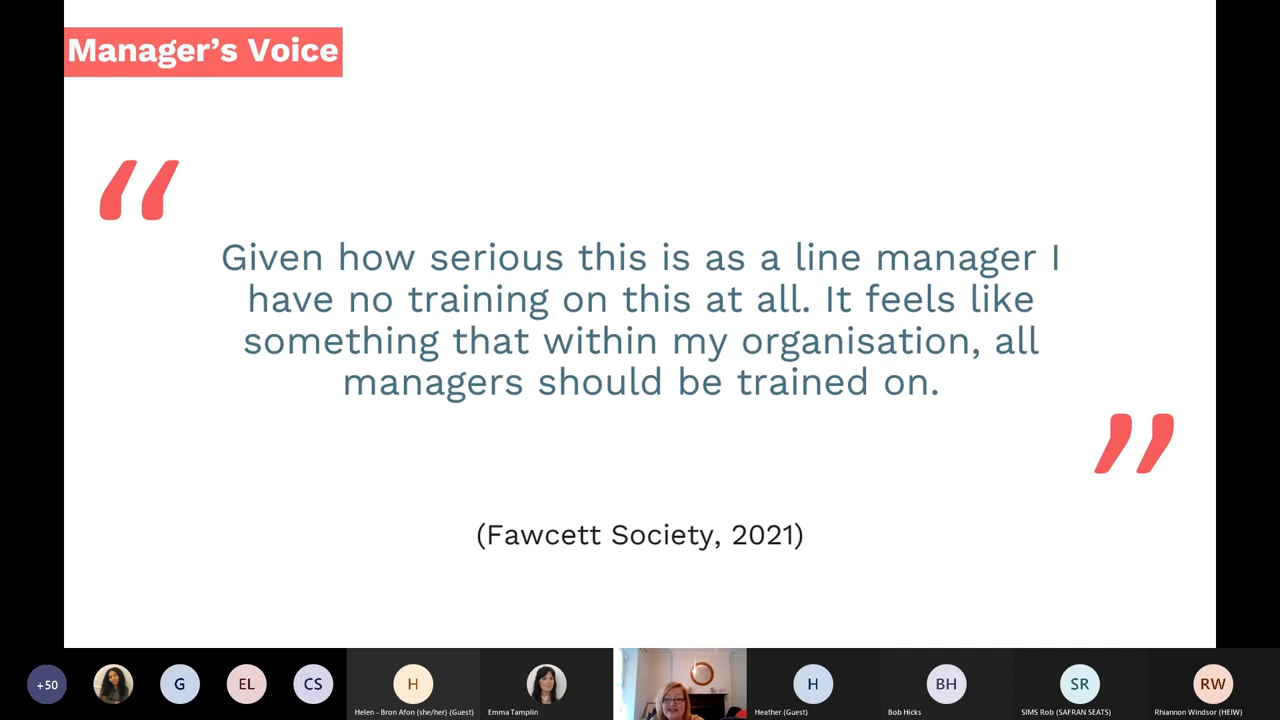 Manager’s Voice
“
Given how serious this is as a line manager I
have no training on this at all. It feels like
something that within my organisation, all
managers should be trained on.
”
(Fawcett Society, 2021)
+50
G
EL
CS
H
Helen - Bron Afon (she/her) (Guest)
Emma Tamplin
H
Heather (Guest)
BH
Bob Hicks
SR
SIMS Rob (SAFRAN SEATS)
RW
Rhiannon Windsor (HEIW)